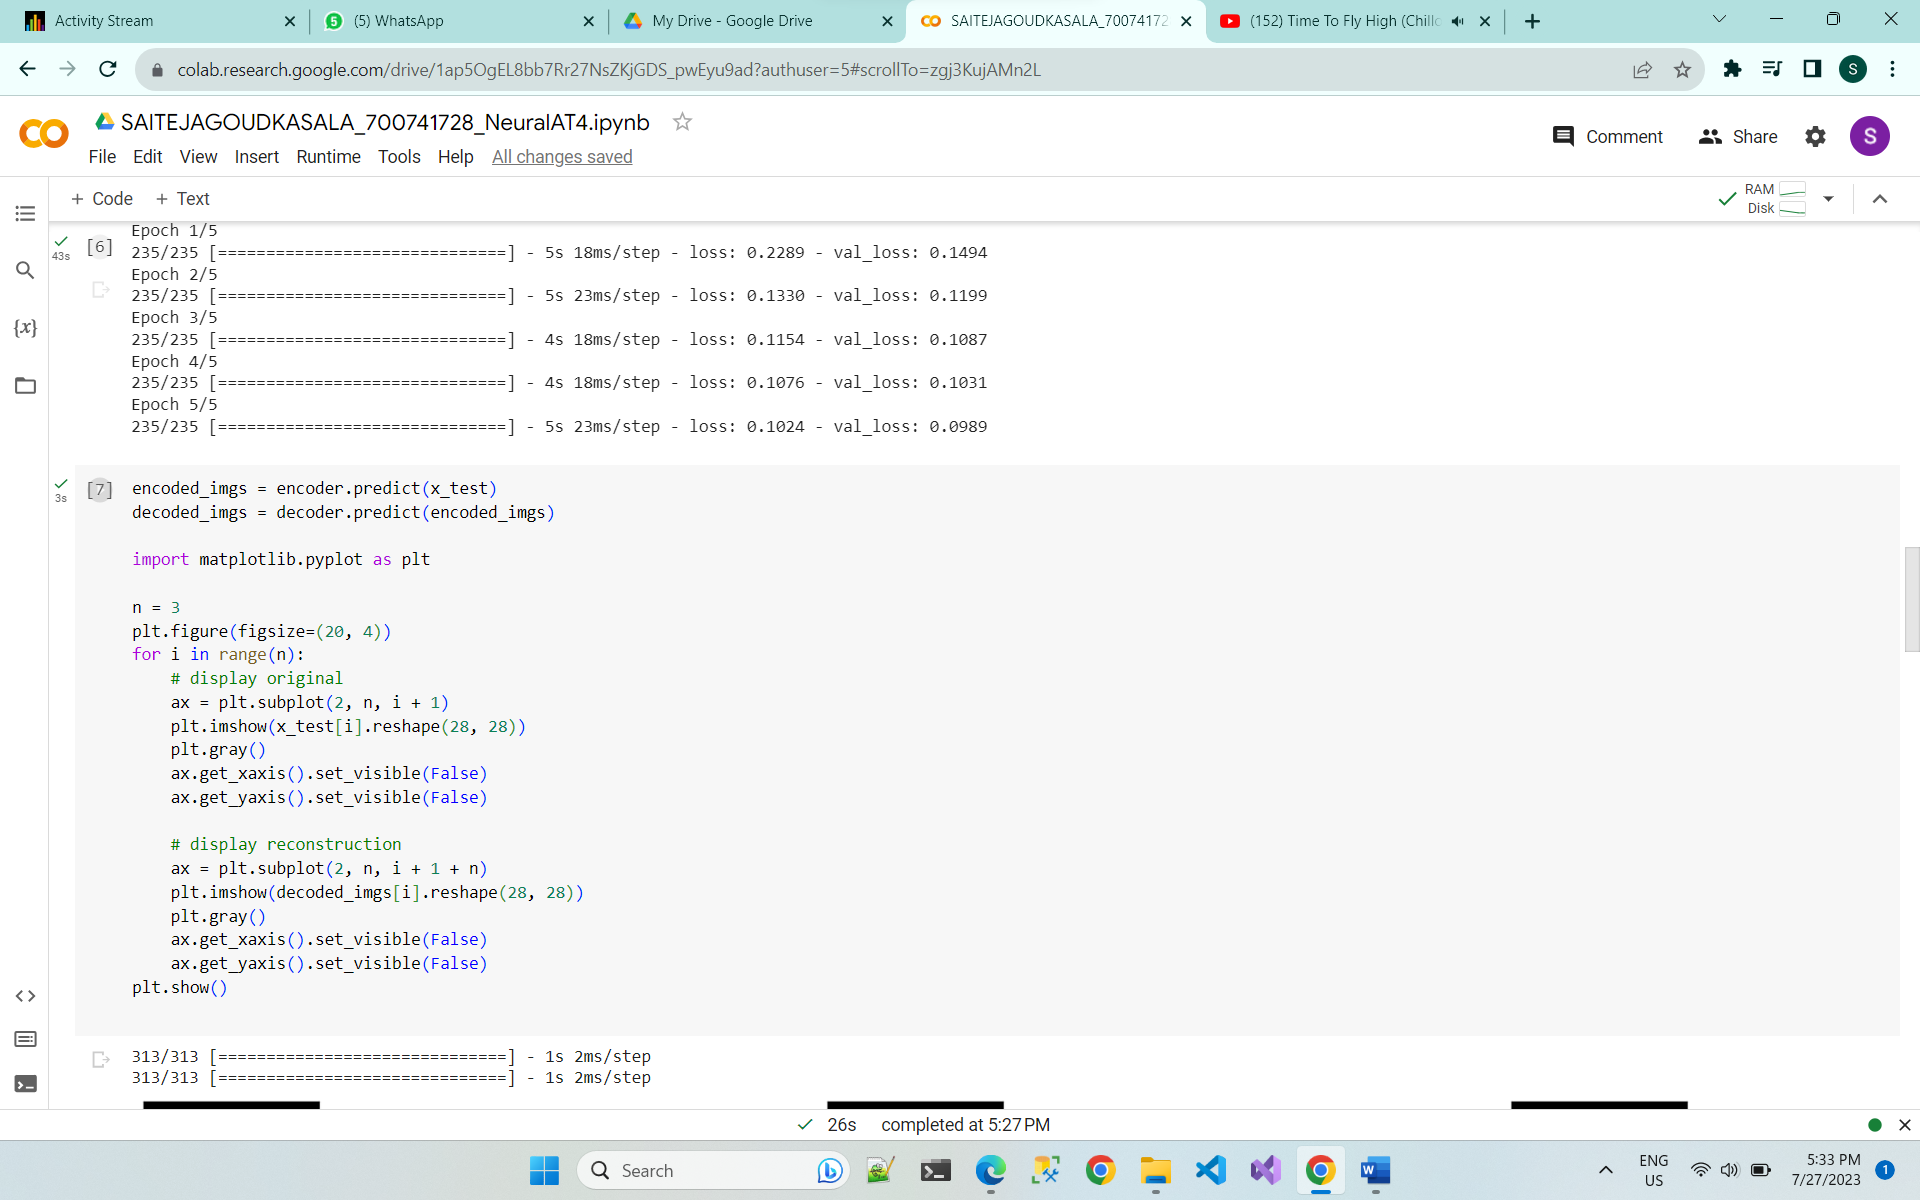 Activity Stream
(5) WhatsApp
My Drive - Google Drive
SAITEJAGOUDKASALA_70074172
(152) Time To Fly High (Chillo
colab.research.google.com/drive/1ap5OgEL8bb7Rr27NsZKjGDS_pwEyu9ad?authuser=5#scrollTo=zgj3KujAMn2L
S
SAITEJAGOUDKASALA_700741728_NeuralAT4.ipynb
Comment
Share
S
File Edit View Insert Runtime Tools Help All changes saved
+ Code + Text
RAM
Disk
Epoch 1/5
43s
[6]
235/235 [==============================] - 5s 18ms/step - loss: 0.2289 - val_loss: 0.1494
Epoch 2/5
235/235 [==============================] - 5s 23ms/step - loss: 0.1330 - val_loss: 0.1199
Epoch 3/5
235/235 [==============================] - 4s 18ms/step - loss: 0.1154 - val_loss: 0.1087
Epoch 4/5
235/235 [==============================] - 4s 18ms/step - loss: 0.1076 - val_loss: 0.1031
Epoch 5/5
235/235 [==============================] - 5s 23ms/step - loss: 0.1024 - val_loss: 0.0989
{x}
3s
[7]
encoded_imgs = encoder.predict(x_test)
decoded_imgs = decoder.predict(encoded_imgs)
import matplotlib.pyplot as plt
n = 3
plt.figure(figsize=(20, 4))
for i in range(n):
    # display original
    ax = plt.subplot(2, n, i + 1)
    plt.imshow(x_test[i].reshape(28, 28))
    plt.gray()
    ax.get_xaxis().set_visible(False)
    ax.get_yaxis().set_visible(False)
    # display reconstruction
    ax = plt.subplot(2, n, i + 1 + n)
    plt.imshow(decoded_imgs[i].reshape(28, 28))
    plt.gray()
    ax.get_xaxis().set_visible(False)
    ax.get_yaxis().set_visible(False)
plt.show()
313/313 [==============================] - 1s 2ms/step
313/313 [==============================] - 1s 2ms/step
26s completed at 5:27 PM
Search
ENG
US
5:33 PM
7/27/2023
1